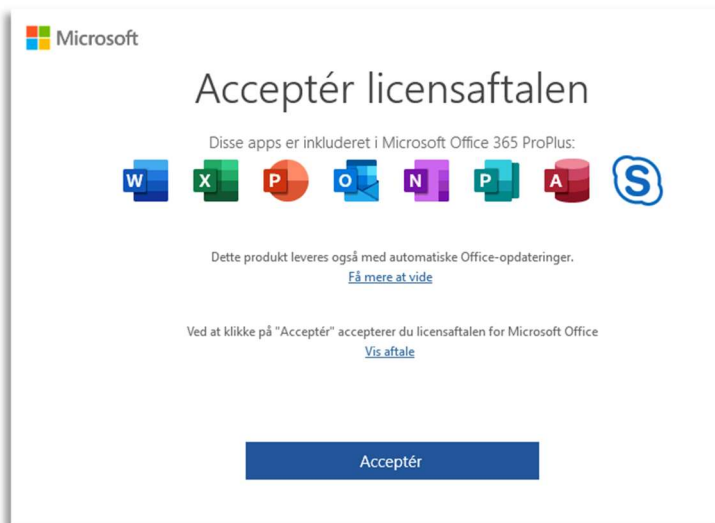 Microsoft
Acceptér licensaftalen
Disse apps er inkluderet i Microsoft Office 365 ProPlus:
W X P O N P A S
Dette produkt leveres også med automatiske Office-opdateringer.
Få mere at vide
Ved at klikke på "Acceptér" accepterer du licensaftalen for Microsoft Office
Vis aftale
Acceptér